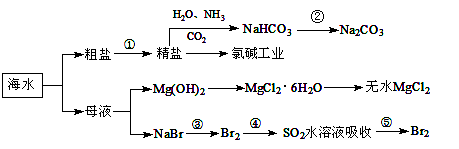 H2O、NH3
CO2
NaHCO3 ② Na2CO3
粗盐 ① 精盐 氯碱工业
海水
母液
Mg(OH)2 MgCl2·6H2O 无水MgCl2
NaBr ③ Br2 ④ SO2水溶液吸收 ⑤ Br2